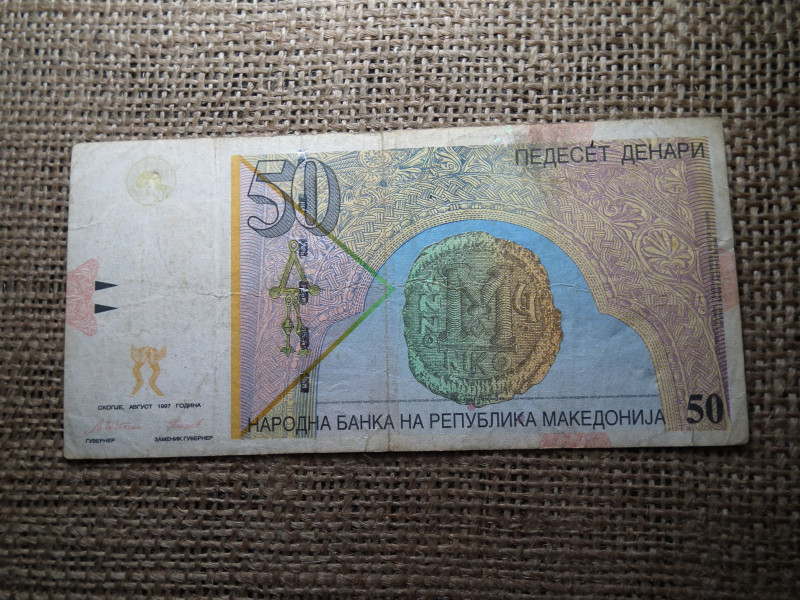 50
ПЕДЕСЕТ ДЕНАРИ
СКОПЈЕ, АВГУСТ 1997 ГОДИНА
ГУВЕРНЕР
ЗАМЕНИК ГУВЕРНЕР
НАРОДНА БАНКА НА РЕПУБЛИКА МАКЕДОНИЈА
50